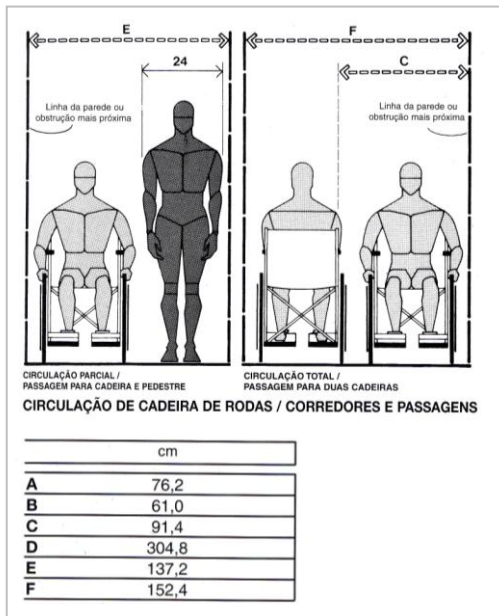 E
F
24
C
Linha da parede ou
obstrução mais próxima
Linha da parede ou
obstrução mais próxima
CIRCULAÇÃO PARCIAL /
PASSAGEM PARA CADEIRA E PEDESTRE
CIRCULAÇÃO TOTAL /
PASSAGEM PARA DUAS CADEIRAS
CIRCULAÇÃO DE CADEIRA DE RODAS / CORREDORES E PASSAGENS
cm
A 76,2
B 61,0
C 91,4
D 304,8
E 137,2
F 152,4